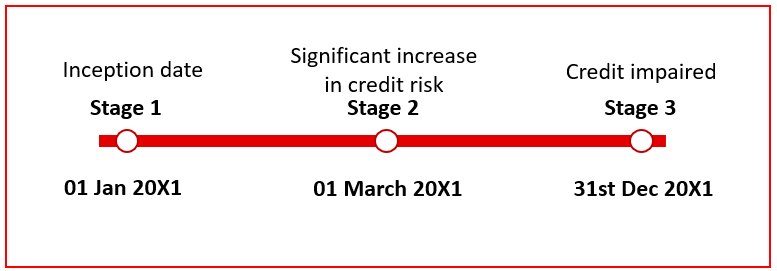 Inception date
Stage 1
01 Jan 20X1
Significant increase
in credit risk
Stage 2
01 March 20X1
Credit impaired
Stage 3
31st Dec 20X1